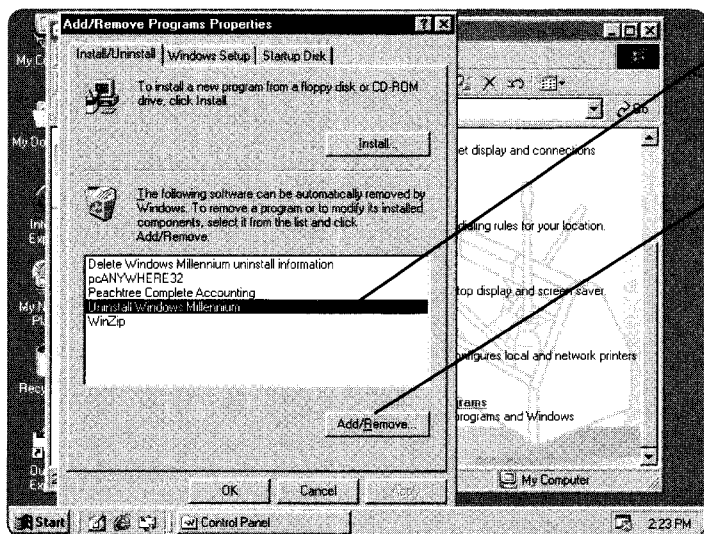 Add/Remove Programs Properties
Install/Uninstall
Windows Setup
Startup Disk
To install a new program from a floppy disk or CD-ROM
drive, click Install.
Install...
The following software can be automatically removed by
Windows. To remove a program or to modify its installed
components, select it from the list and click
Add/Remove.
Delete Windows Millennium uninstall information
pcANYWHERE32
Peachtree Complete Accounting
Uninstall Windows Millennium
WinZip
Add/Remove...
OK
Cancel
Apply
My
My
Go
et display and connections
dialing rules for your location.
top display and screen saver
nfigures local and network printers
rams
programs and Windows
My Computer
Start
Control Panel
2:23 PM